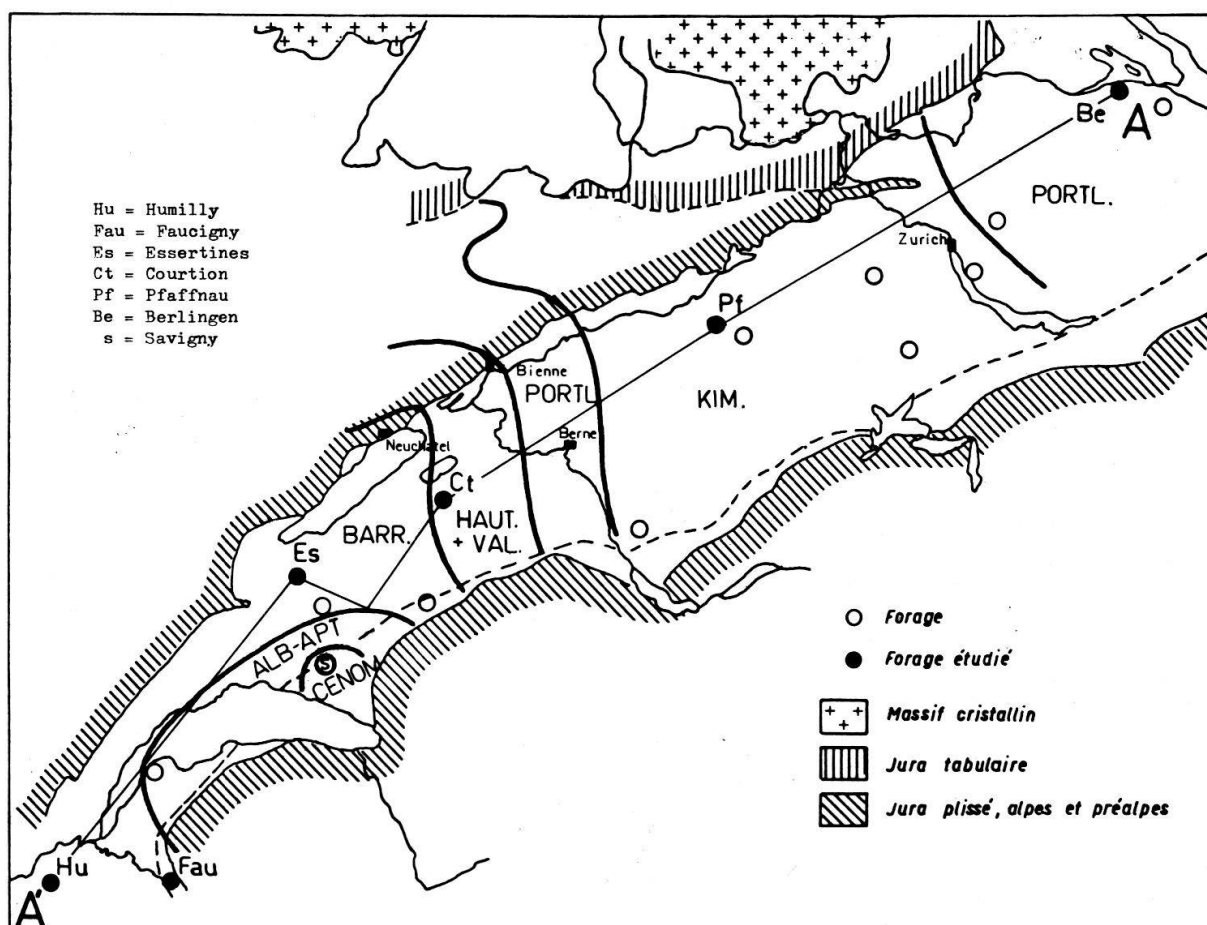 Be
A
PORTL.
Hu = Humilly
Fau = Faucigny
Es = Essertines
Ct = Courtion
Pf = Pfaffnau
Be = Berlingen
s = Savigny
Zurich
Pf
Bienne
PORTL
KIM.
Neuchatel
Berne
Ct
HAUT.
+ VAL.
BARR.
Es
ALB-APT
S
CÉNOM
Hu
Fau
A'
Forage
Forage étudié
Massif cristallin
Jura tabulaire
Jura plissé, alpes et préalpes